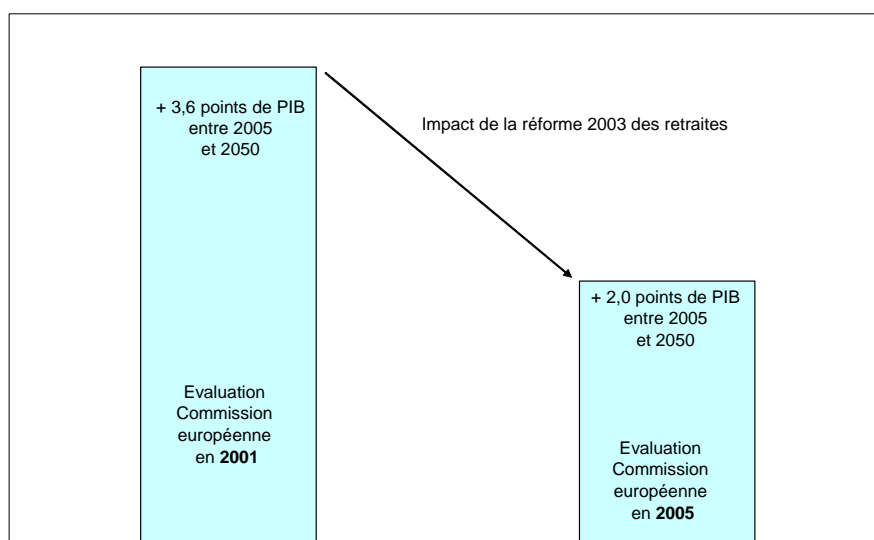 + 3,6 points de PIB
entre 2005
et 2050
Impact de la réforme 2003 des retraites
+ 2,0 points de PIB
entre 2005
et 2050
Evaluation
Commission
européenne
en 2001
Evaluation
Commission
européenne
en 2005